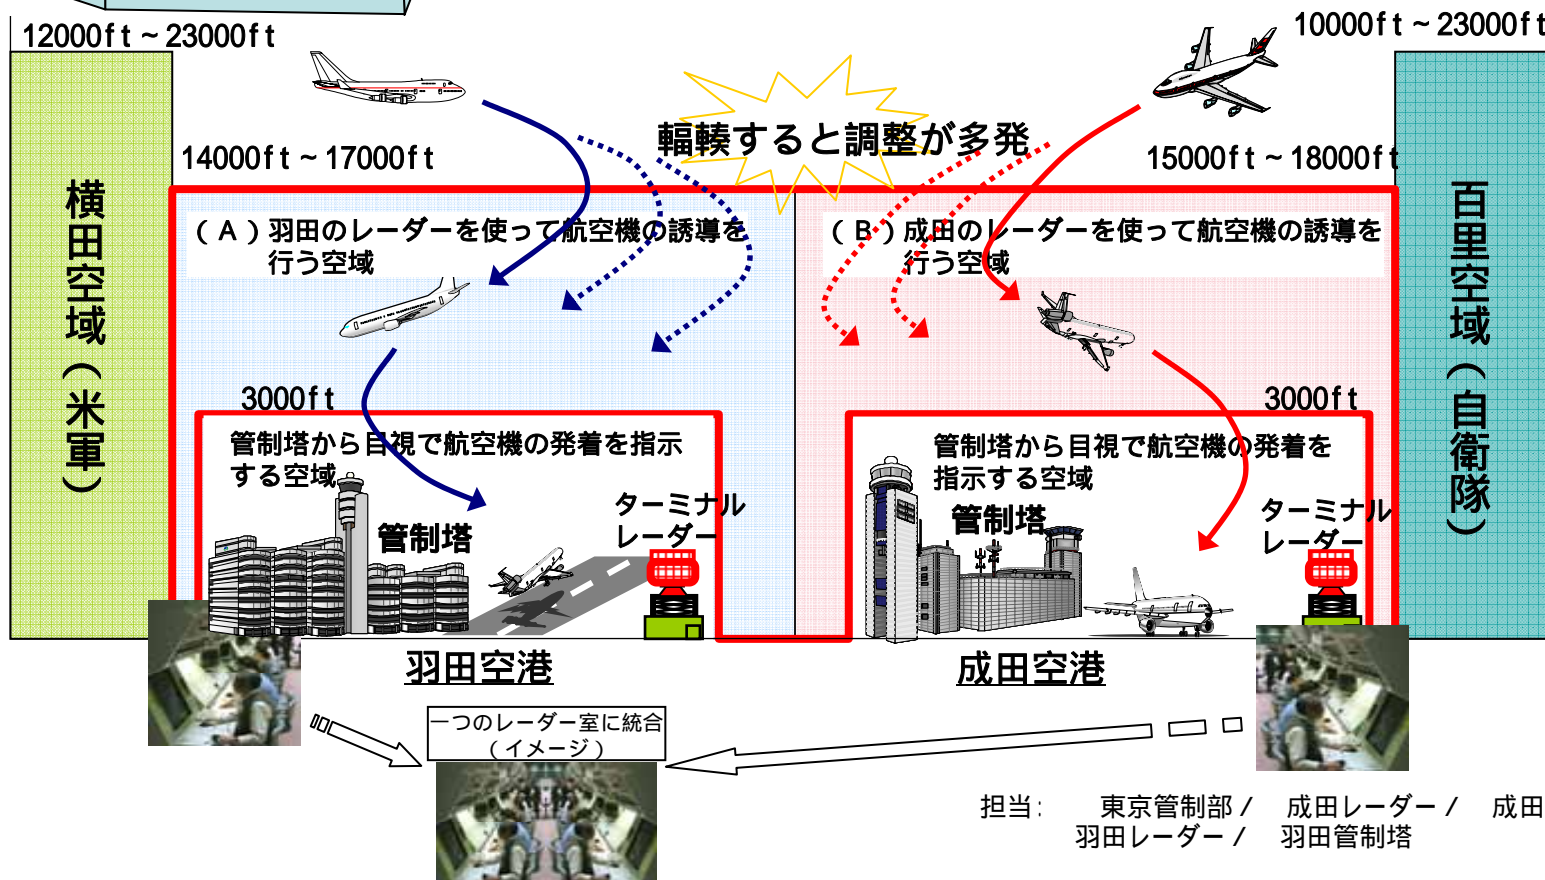 12000ft～23000ft
10000ft～23000ft
輻輳すると調整が多発
14000ft～17000ft
15000ft～18000ft
横田空域（米軍）
百里空域（自衛隊）
（Ａ）羽田のレーダーを使って航空機の誘導を
行う空域
（Ｂ）成田のレーダーを使って航空機の誘導を
行う空域
3000ft
3000ft
管制塔から目視で航空機の発着を指示
する空域
管制塔から目視で航空機の発着を
指示する空域
管制塔
ターミナル
レーダー
管制塔
ターミナル
レーダー
羽田空港
成田空港
一つのレーダー室に統合
（イメージ）
担当：　東京管制部／　成田レーダー／　成田
羽田レーダー／　羽田管制塔